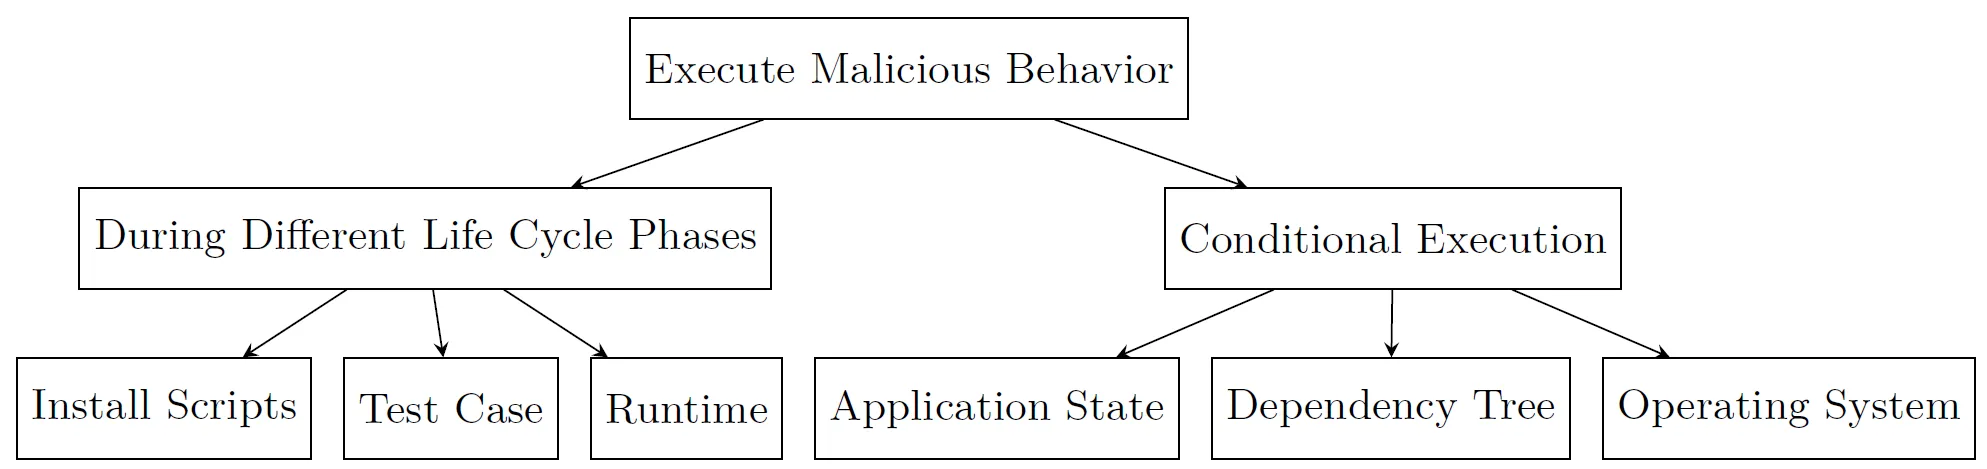 Execute Malicious Behavior
During Different Life Cycle Phases
Conditional Execution
Install Scripts
Test Case
Runtime
Application State
Dependency Tree
Operating System